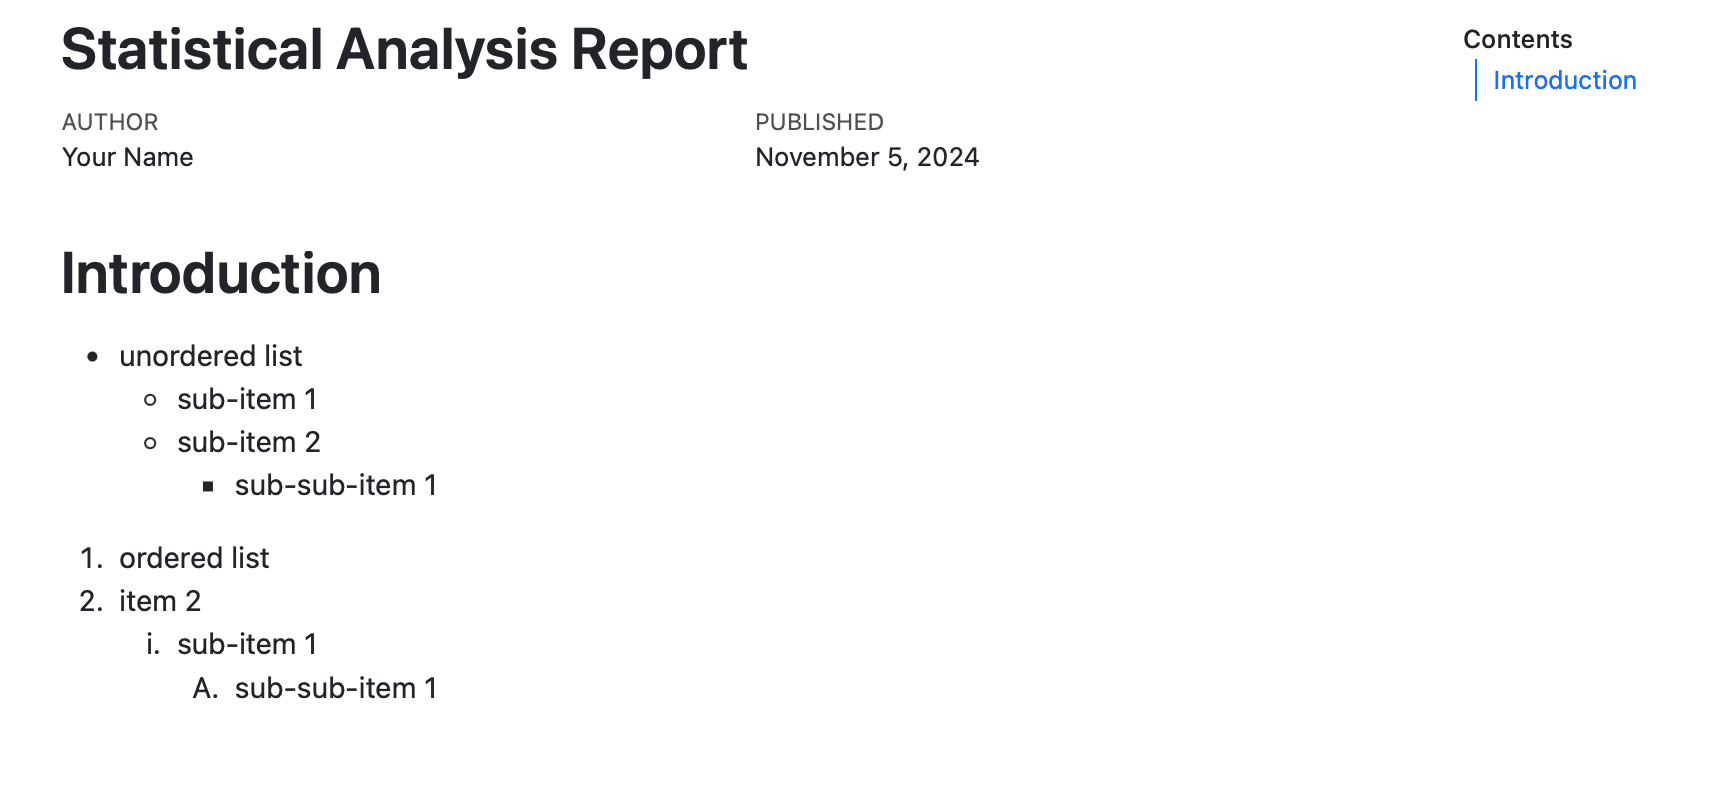 Statistical Analysis Report
Contents
Introduction
AUTHOR
Your Name
PUBLISHED
November 5, 2024
Introduction
• unordered list
◦ sub-item 1
◦ sub-item 2
▪ sub-sub-item 1
1. ordered list
2. item 2
i. sub-item 1
A. sub-sub-item 1